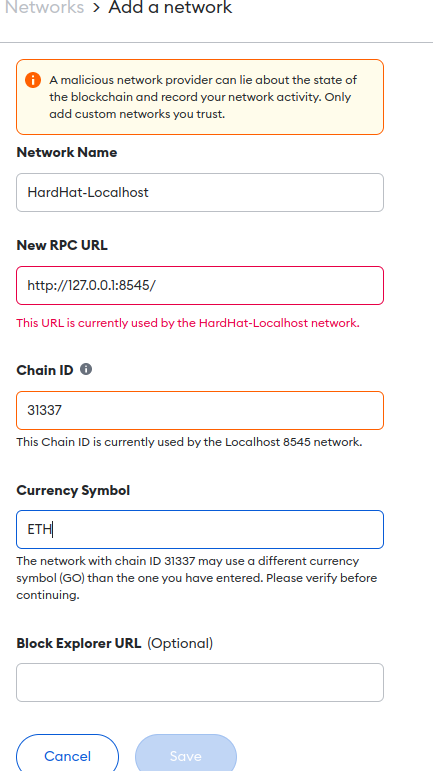 Networks > Add a network
A malicious network provider can lie about the state of
the blockchain and record your network activity. Only
add custom networks you trust.
Network Name
HardHat-Localhost
New RPC URL
http://127.0.0.1:8545/
This URL is currently used by the HardHat-Localhost network.
Chain ID
31337
This Chain ID is currently used by the Localhost 8545 network.
Currency Symbol
ETH
The network with chain ID 31337 may use a different currency
symbol (GO) than the one you have entered. Please verify before
continuing.
Block Explorer URL (Optional)
Cancel Save